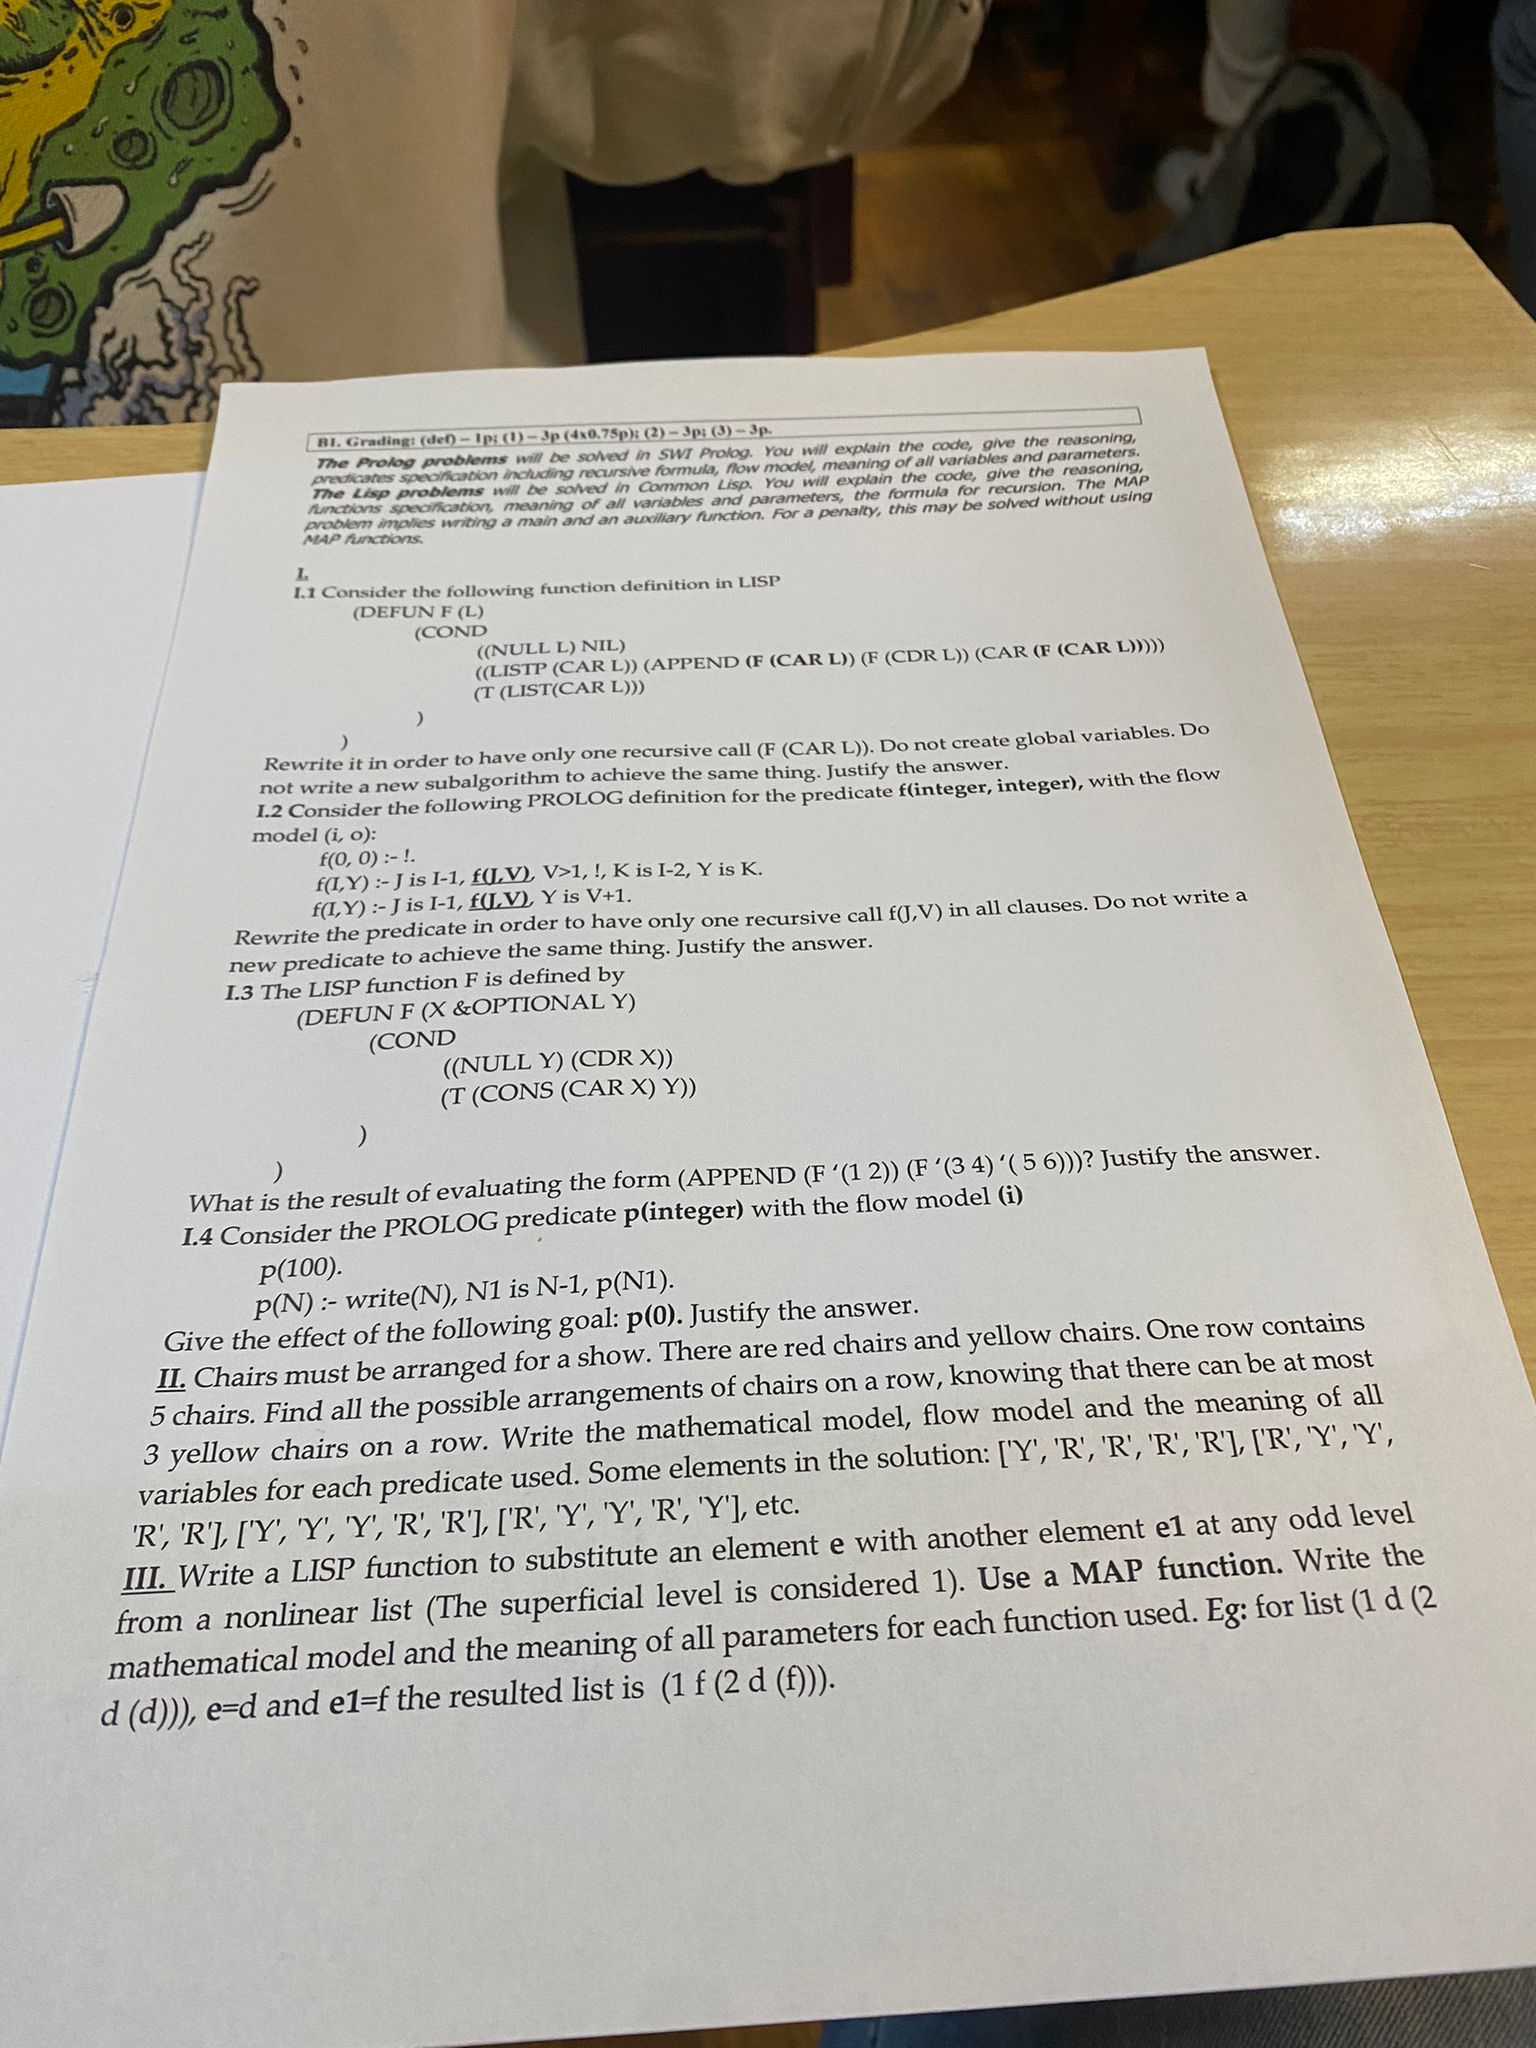 B1. Grading: (def) – 1p; (1) – 3p (4x0.75p); (2) – 3p; (3) – 3p.
The Prolog problems will be solved in SWI Prolog. You will explain the code, give the reasoning,
predicates specification including recursive formula, flow model, meaning of all variables and parameters.
The Lisp problems will be solved in Common Lisp. You will explain the code, give the reasoning,
functions specification, meaning of all variables and parameters, the formula for recursion. The MAP
problem implies writing a main and an auxiliary function. For a penalty, this may be solved without using
MAP functions.
I.
I.1 Consider the following function definition in LISP
(DEFUN F (L)
(COND
((NULL L) NIL)
((LISTP (CAR L)) (APPEND (F (CAR L)) (F (CDR L)) (CAR (F (CAR L)))))
(T (LIST(CAR L)))
)
)
Rewrite it in order to have only one recursive call (F (CAR L)). Do not create global variables. Do
not write a new subalgorithm to achieve the same thing. Justify the answer.
I.2 Consider the following PROLOG definition for the predicate f(integer, integer), with the flow
model (i, o):
f(0, 0) :- !.
f(I,Y) :- J is I-1, f(J,V), V>1, !, K is I-2, Y is K.
f(I,Y) :- J is I-1, f(J,V), Y is V+1.
Rewrite the predicate in order to have only one recursive call f(J,V) in all clauses. Do not write a
new predicate to achieve the same thing. Justify the answer.
I.3 The LISP function F is defined by
(DEFUN F (X &OPTIONAL Y)
(COND
((NULL Y) (CDR X))
(T (CONS (CAR X) Y))
)
)
What is the result of evaluating the form (APPEND (F ‘(1 2)) (F ‘(3 4) ‘( 5 6)))? Justify the answer.
I.4 Consider the PROLOG predicate p(integer) with the flow model (i)
p(100).
p(N) :- write(N), N1 is N-1, p(N1).
Give the effect of the following goal: p(0). Justify the answer.
II. Chairs must be arranged for a show. There are red chairs and yellow chairs. One row contains
5 chairs. Find all the possible arrangements of chairs on a row, knowing that there can be at most
3 yellow chairs on a row. Write the mathematical model, flow model and the meaning of all
variables for each predicate used. Some elements in the solution: ['Y', 'R', 'R', 'R', 'R'], ['R', 'Y', 'Y',
'R', 'R'], ['Y', 'Y', 'Y', 'R', 'R'], ['R', 'Y', 'Y', 'R', 'Y'], etc.
III. Write a LISP function to substitute an element e with another element e1 at any odd level
from a nonlinear list (The superficial level is considered 1). Use a MAP function. Write the
mathematical model and the meaning of all parameters for each function used. Eg: for list (1 d (2
d (d))), e=d and e1=f the resulted list is (1 f (2 d (f))).